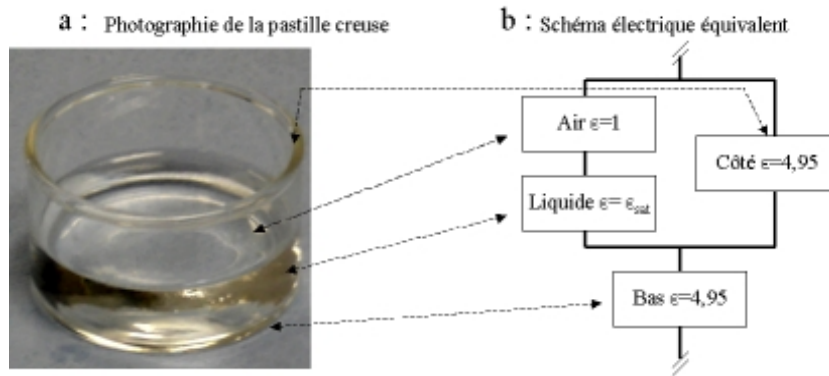 a : Photographie de la pastille creuse
b : Schéma électrique équivalent
Air ε=1
Côté ε=4,95
Liquide ε= εsat
Bas ε=4,95